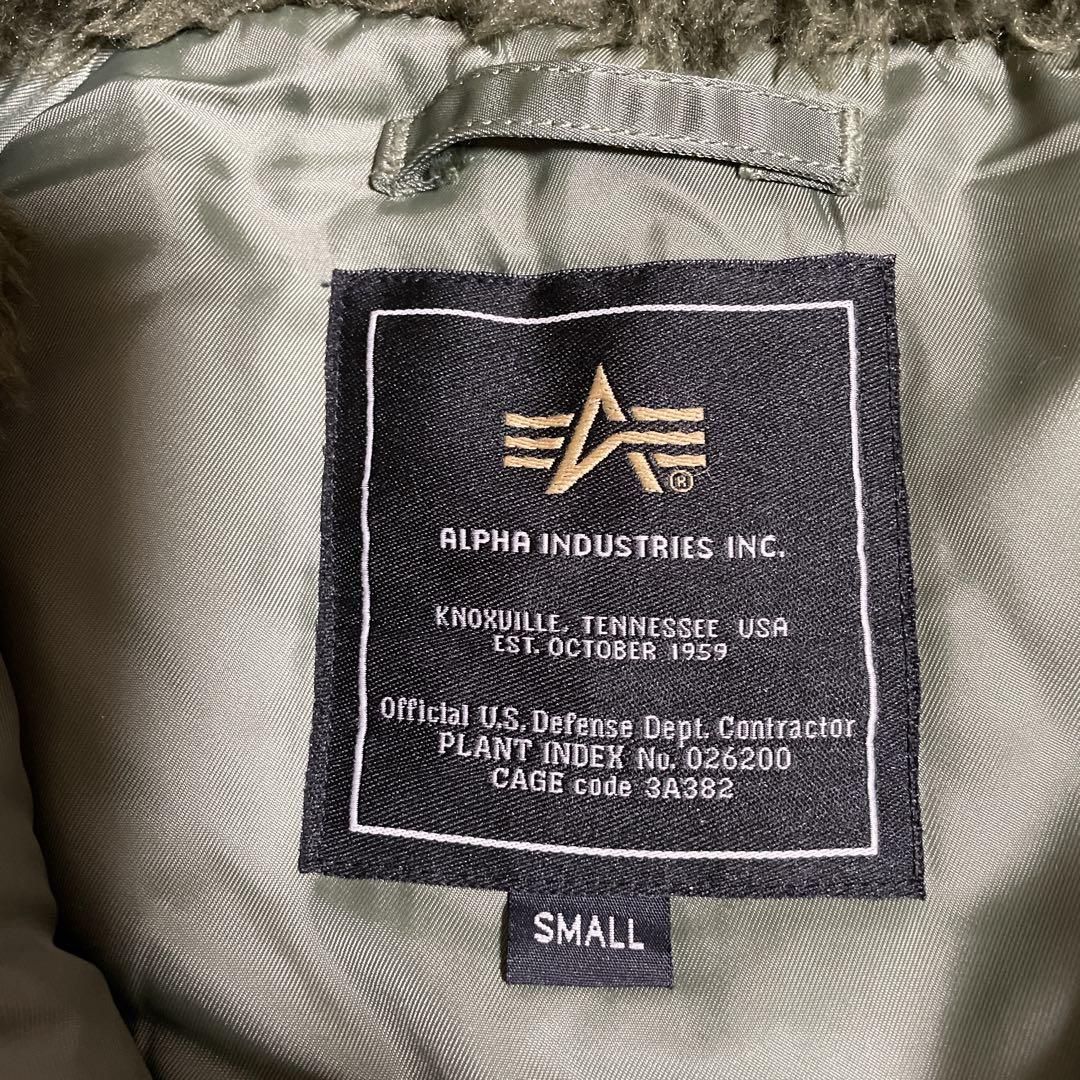 ®
ALPHA INDUSTRIES INC.
KNOXVILLE, TENNESSEE USA
EST. OCTOBER 1959
Official U.S. Defense Dept. Contractor
PLANT INDEX No. 026200
CAGE code 3A382
SMALL